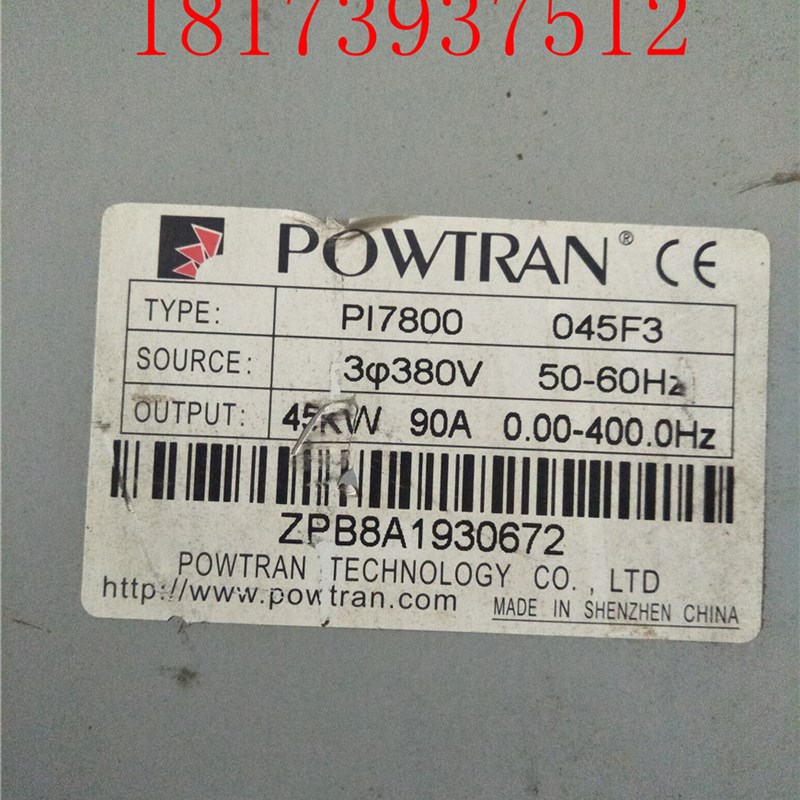 18173937512
POWTRAN® CE
TYPE: PI7800 045F3
SOURCE: 3φ380V 50-60Hz
OUTPUT: 45KW 90A 0.00-400.0Hz
ZPB8A1930672
POWTRAN TECHNOLOGY CO., LTD
http://www.powtran.com MADE IN SHENZHEN CHINA